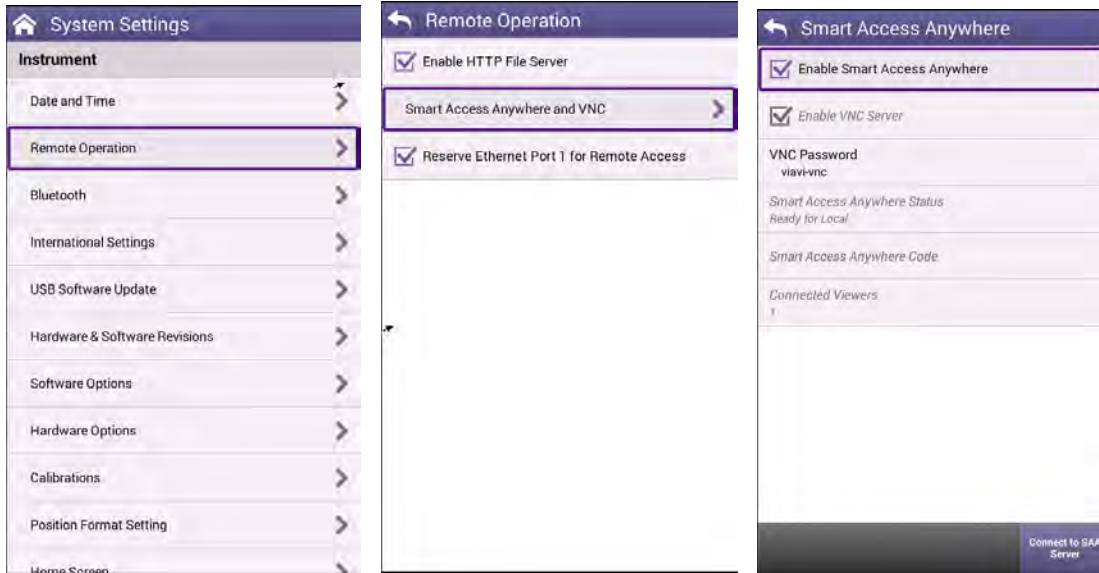 System Settings
Instrument
Date and Time
Remote Operation
Bluetooth
International Settings
USB Software Update
Hardware & Software Revisions
Software Options
Hardware Options
Calibrations
Position Format Setting
Home Screen
Remote Operation
Enable HTTP File Server
Smart Access Anywhere and VNC
Reserve Ethernet Port 1 for Remote Access
Smart Access Anywhere
Enable Smart Access Anywhere
Enable VNC Server
VNC Password
viavi-vnc
Smart Access Anywhere Status
Ready for Local
Smart Access Anywhere Code
Connected Viewers
1
Connect to SAA
Server